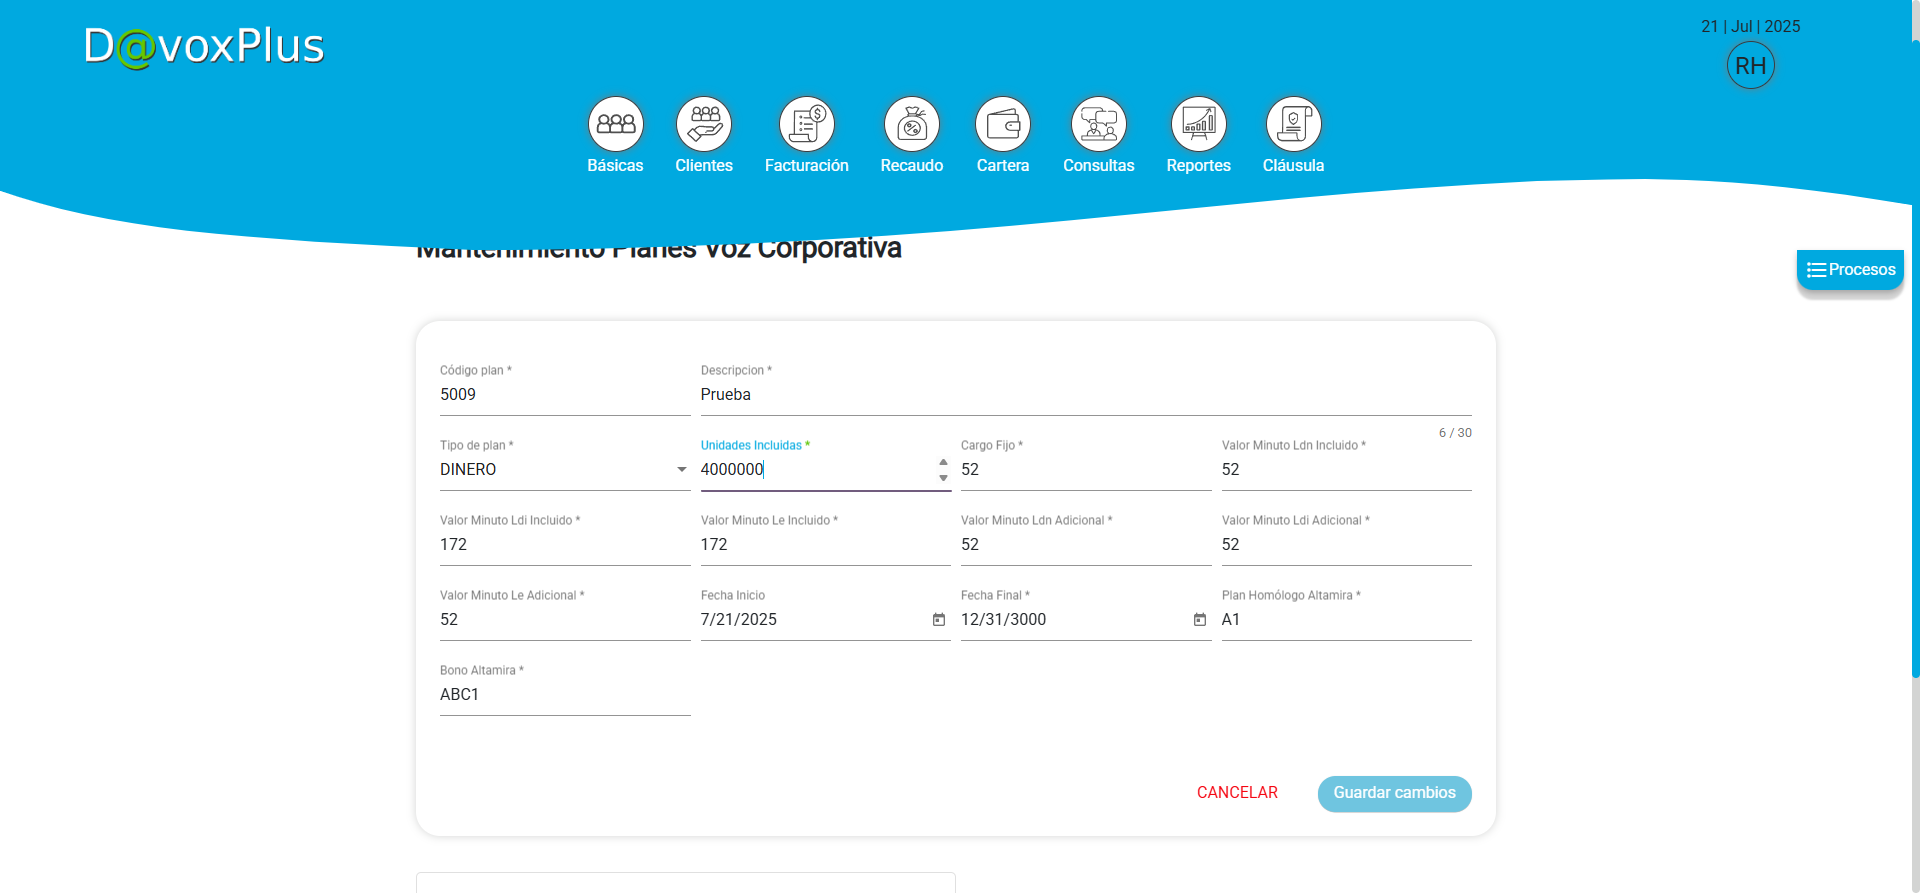 D@voxPlus
21 | Jul | 2025
RH
Básicas
Clientes
Facturación
Recaudo
Cartera
Consultas
Reportes
Cláusula
Mantenimiento Planes Voz Corporativa
Procesos
Código plan *
5009
Descripcion *
Prueba
6 / 30
Tipo de plan *
DINERO
Unidades Incluidas *
4000000
Cargo Fijo *
52
Valor Minuto Ldn Incluido *
52
Valor Minuto Ldi Incluido *
172
Valor Minuto Le Incluido *
172
Valor Minuto Ldn Adicional *
52
Valor Minuto Ldi Adicional *
52
Valor Minuto Le Adicional *
52
Fecha Inicio
7/21/2025
Fecha Final *
12/31/3000
Plan Homólogo Altamira *
A1
Bono Altamira *
ABC1
CANCELAR
Guardar cambios